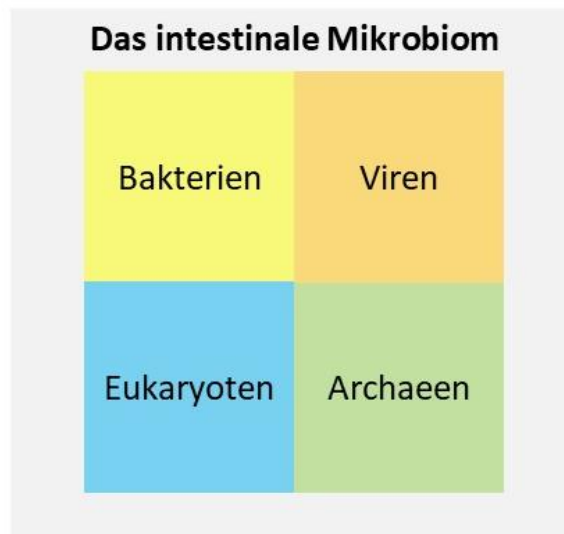 Das intestinale Mikrobiom
Bakterien
Viren
Eukaryoten
Archaeen